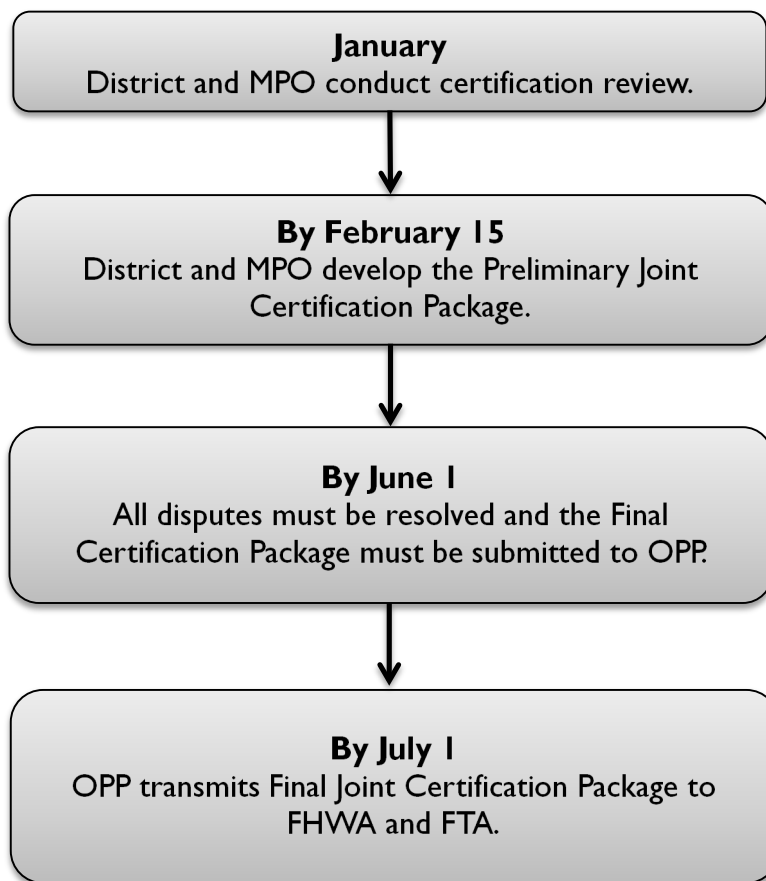 January
District and MPO conduct certification review.
By February 15
District and MPO develop the Preliminary Joint
Certification Package.
By June 1
All disputes must be resolved and the Final
Certification Package must be submitted to OPP.
By July 1
OPP transmits Final Joint Certification Package to
FHWA and FTA.